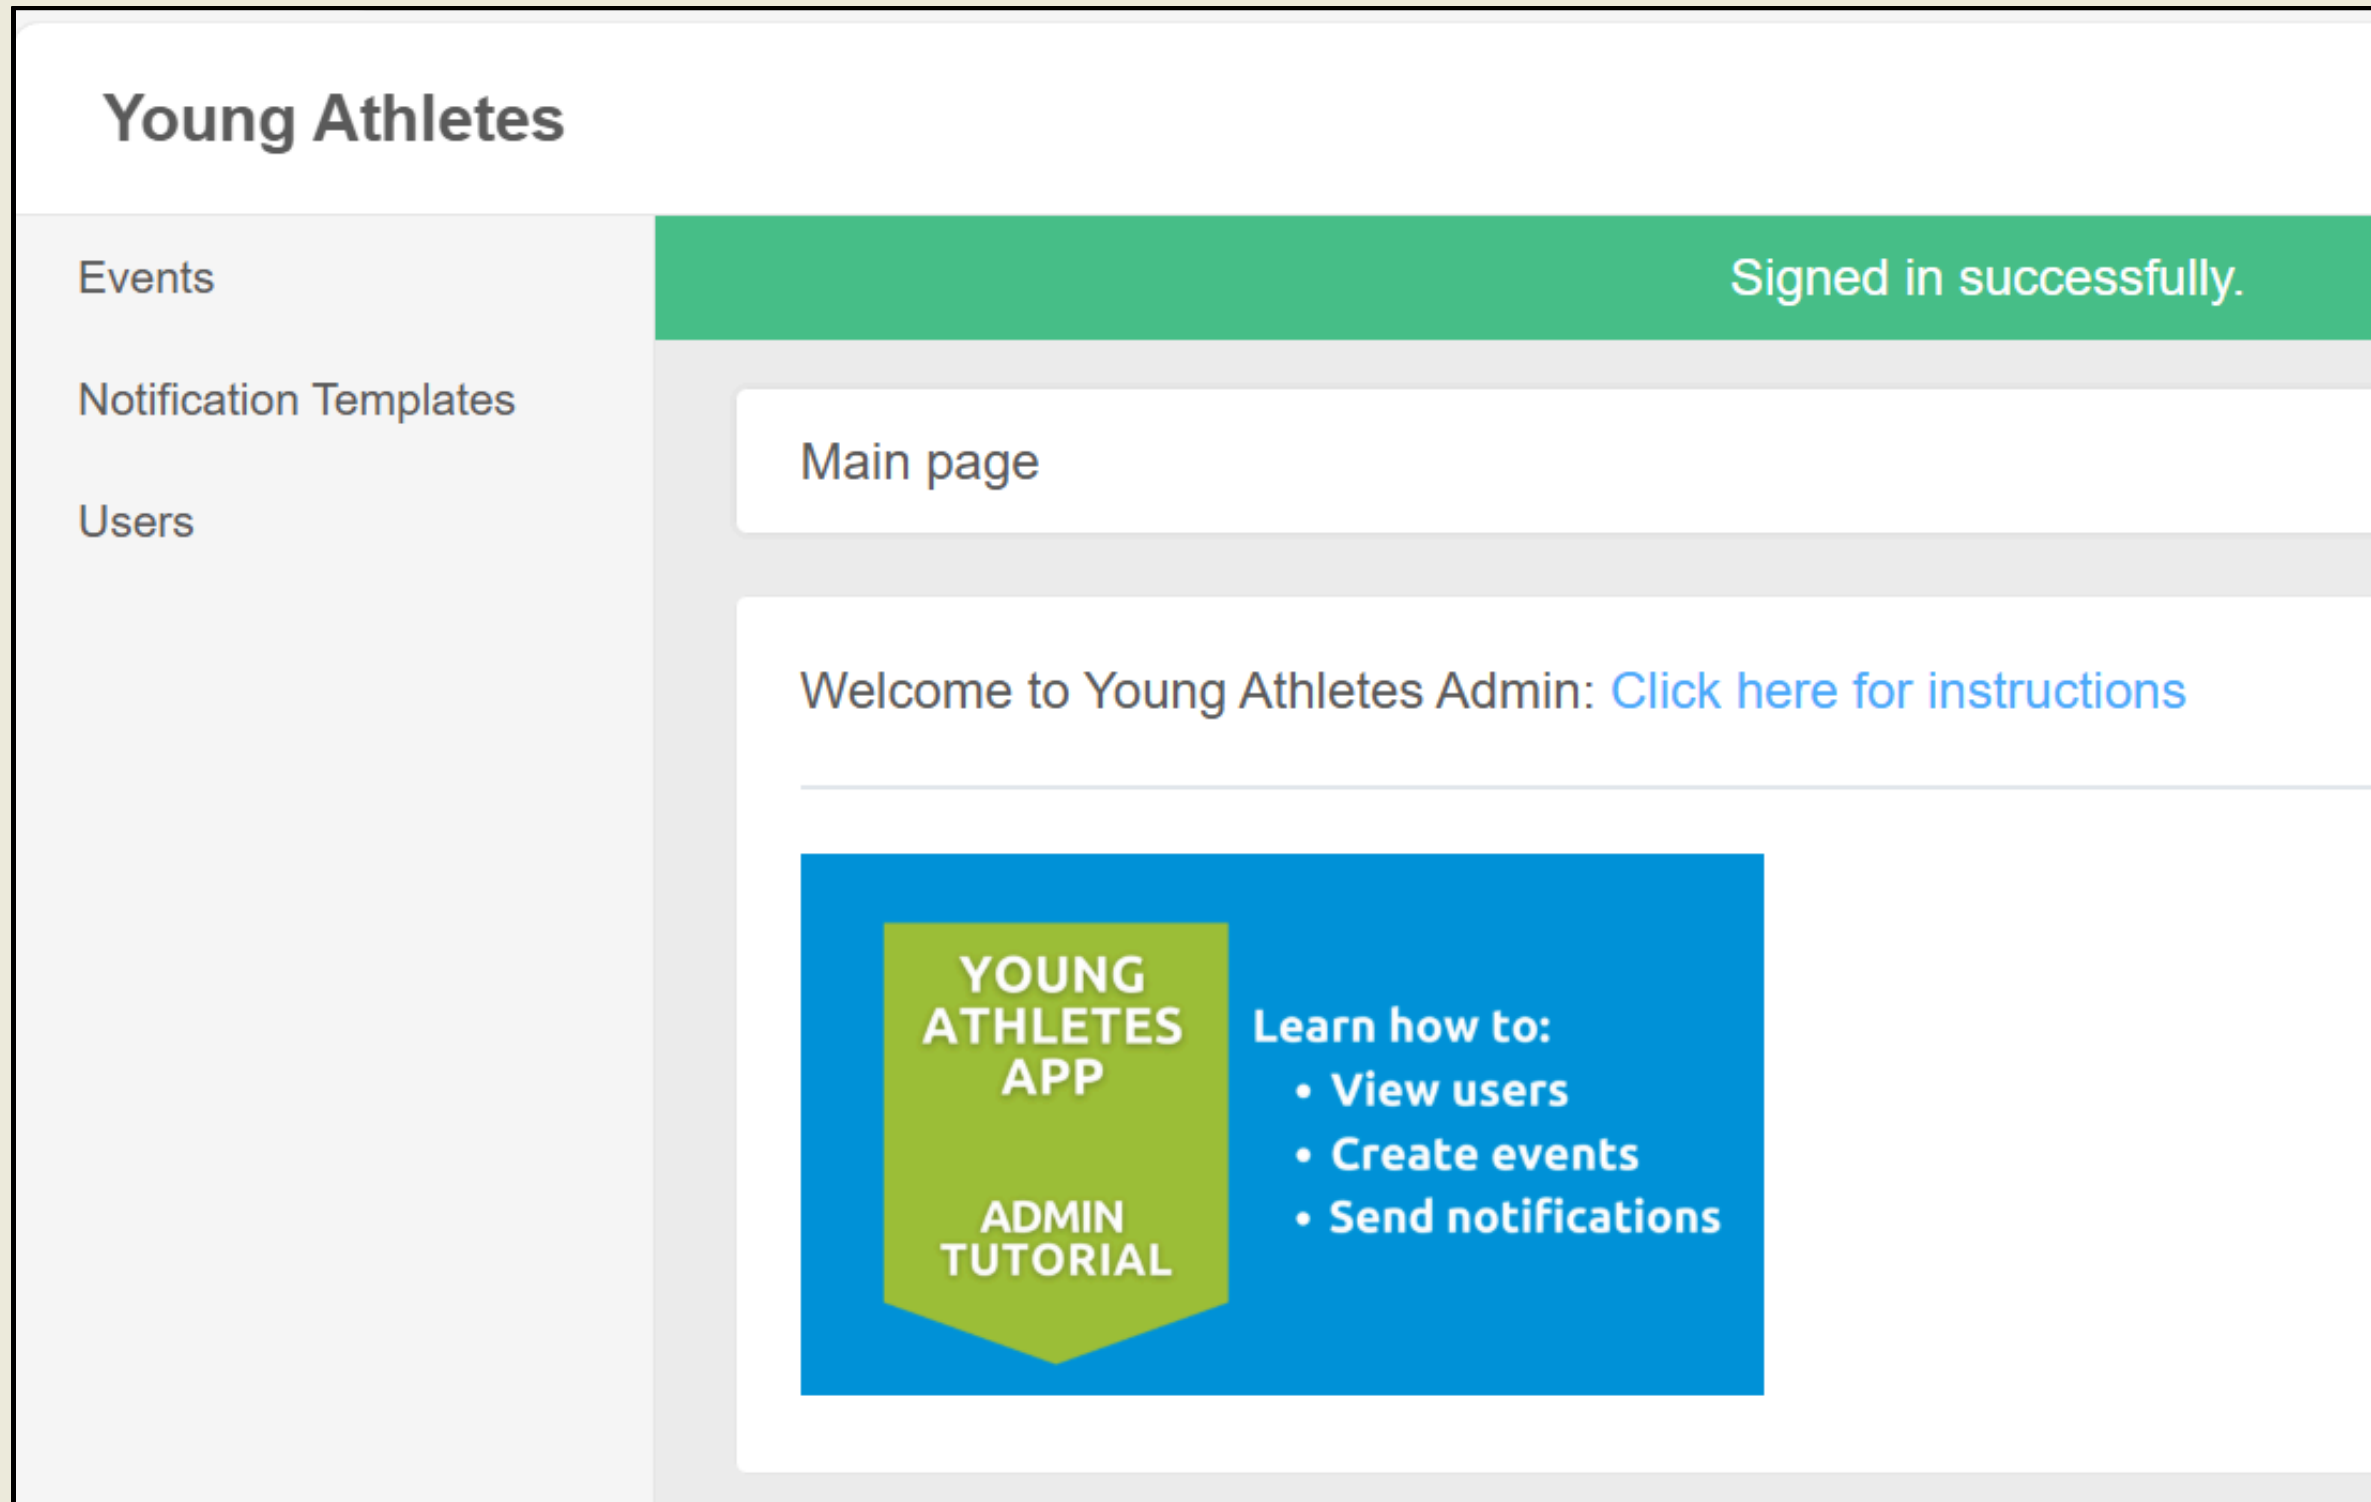 Young Athletes
Events
Notification Templates
Users
Signed in successfully.
Main page
Welcome to Young Athletes Admin: Click here for instructions
YOUNG
ATHLETES
APP
ADMIN
TUTORIAL
Learn how to:
• View users
• Create events
• Send notifications